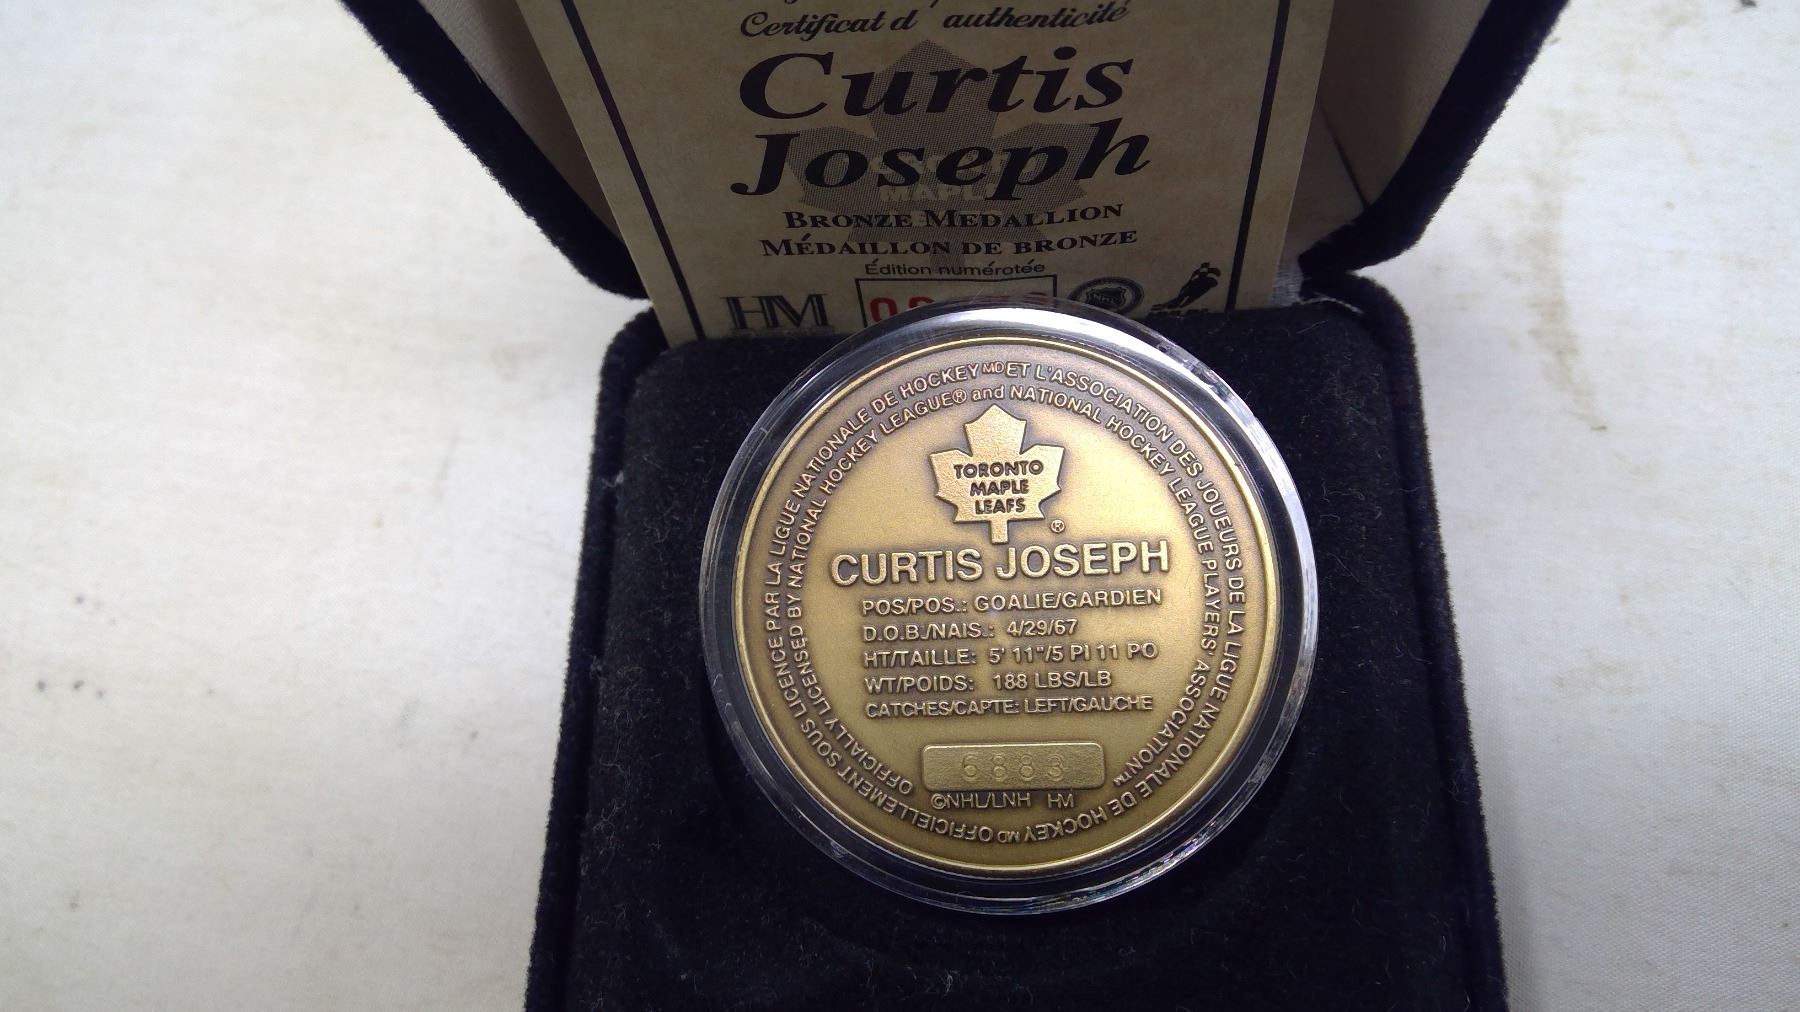 Certificat d'authenticité
Curtis
Joseph
BRONZE MEDALLION
MÉDAILLON DE BRONZE
Édition numérotée
HM
NHL
OFFICIELLEMENT SOUS LICENCE PAR LA LIGUE NATIONALE DE HOCKEY MD ET L'ASSOCIATION DES JOUEURS DE LA LIGUE NATIONALE DE HOCKEY MD
OFFICIALLY LICENSED BY NATIONAL HOCKEY LEAGUE® and NATIONAL HOCKEY LEAGUE PLAYERS' ASSOCIATION™
TORONTO
MAPLE
LEAFS
®
CURTIS JOSEPH
POS/POS.: GOALIE/GARDIEN
D.O.B./NAIS.: 4/29/67
HT/TAILLE: 5' 11"/5 PI 11 PO
WT/POIDS: 188 LBS/LB
CATCHES/CAPTE: LEFT/GAUCHE
6883
©NHL/LNH HM